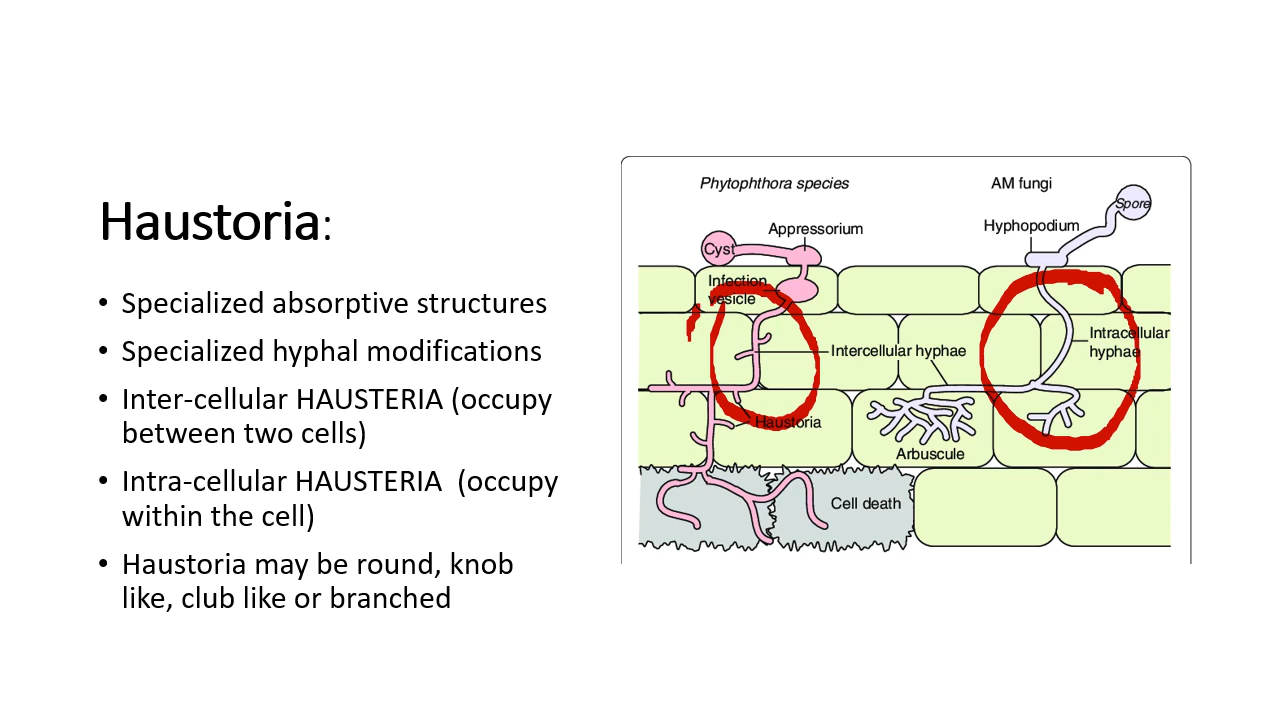 Haustoria:
• Specialized absorptive structures
• Specialized hyphal modifications
• Inter-cellular HAUSTERIA (occupy
between two cells)
• Intra-cellular HAUSTERIA (occupy
within the cell)
• Haustoria may be round, knob
like, club like or branched
Phytophthora species
AM fungi
Spore
Hyphopodium
Appressorium
Cyst
Infection
vesicle
Intracellular
hyphae
Intercellular hyphae
Haustoria
Arbuscule
Cell death